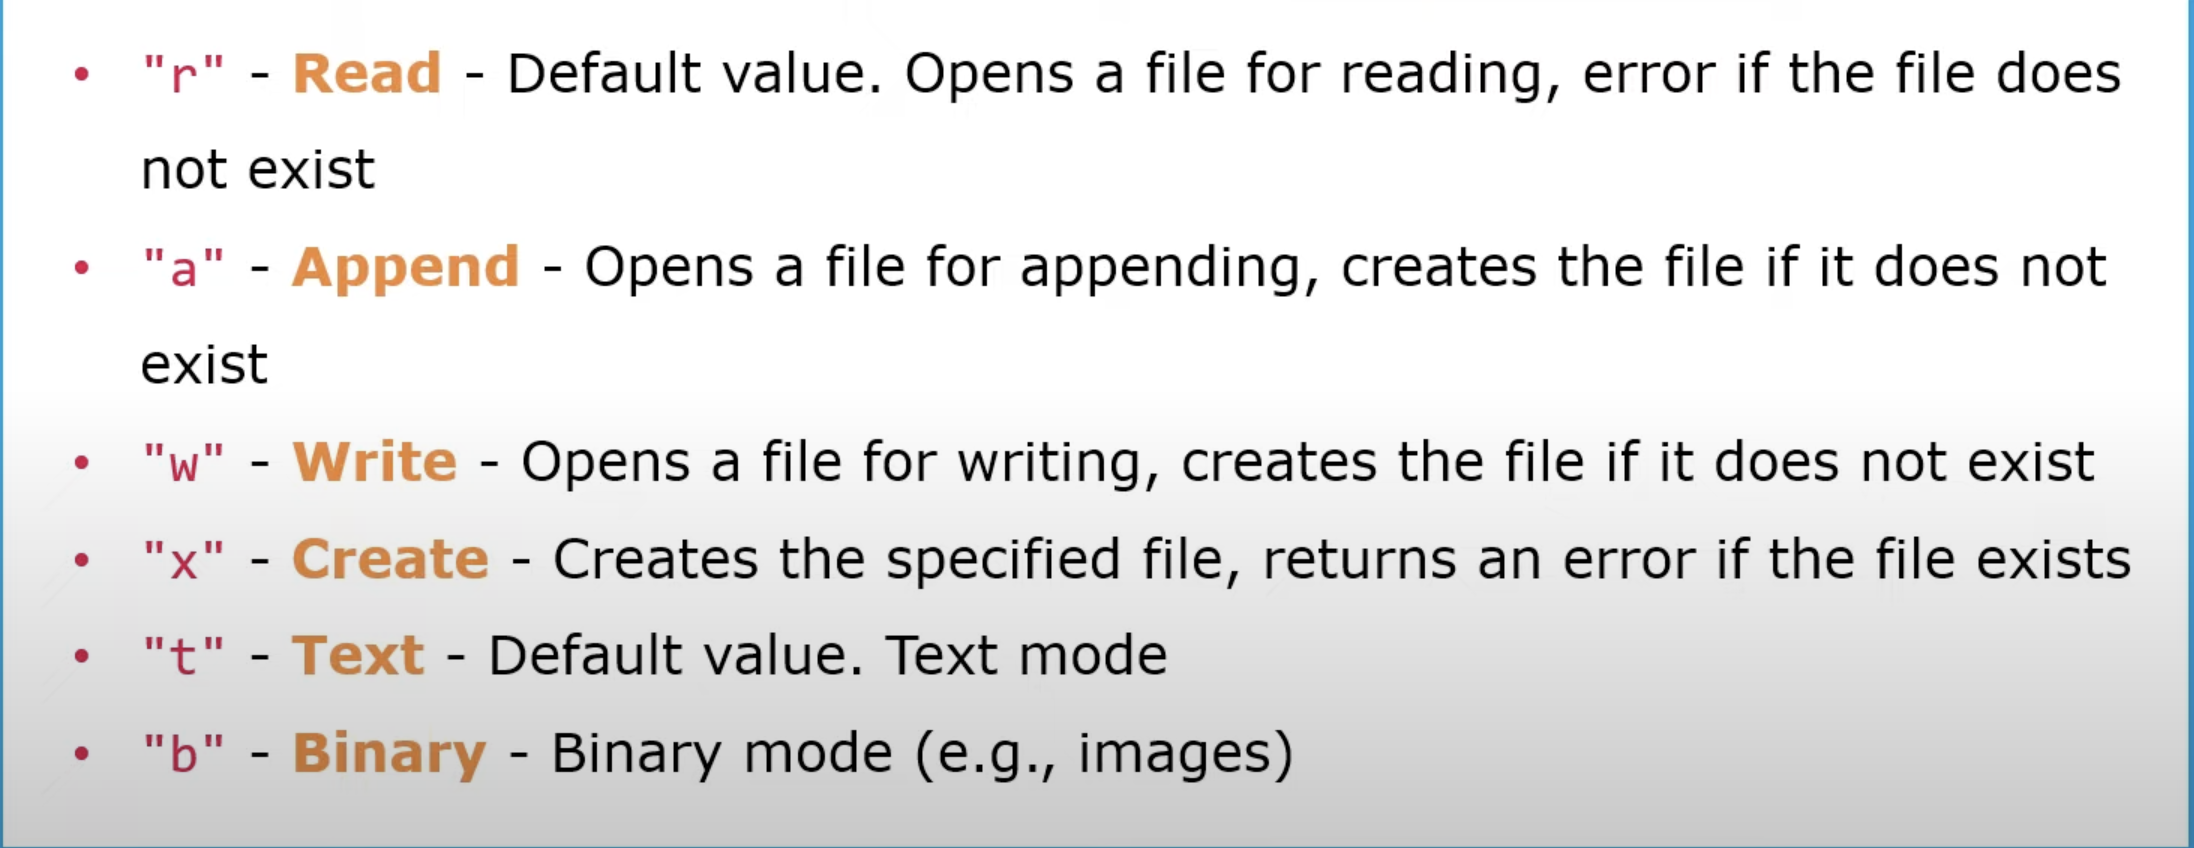 • "r" - Read - Default value. Opens a file for reading, error if the file does
not exist
• "a" - Append - Opens a file for appending, creates the file if it does not
exist
• "w" - Write - Opens a file for writing, creates the file if it does not exist
• "x" - Create - Creates the specified file, returns an error if the file exists
• "t" - Text - Default value. Text mode
• "b" - Binary - Binary mode (e.g., images)